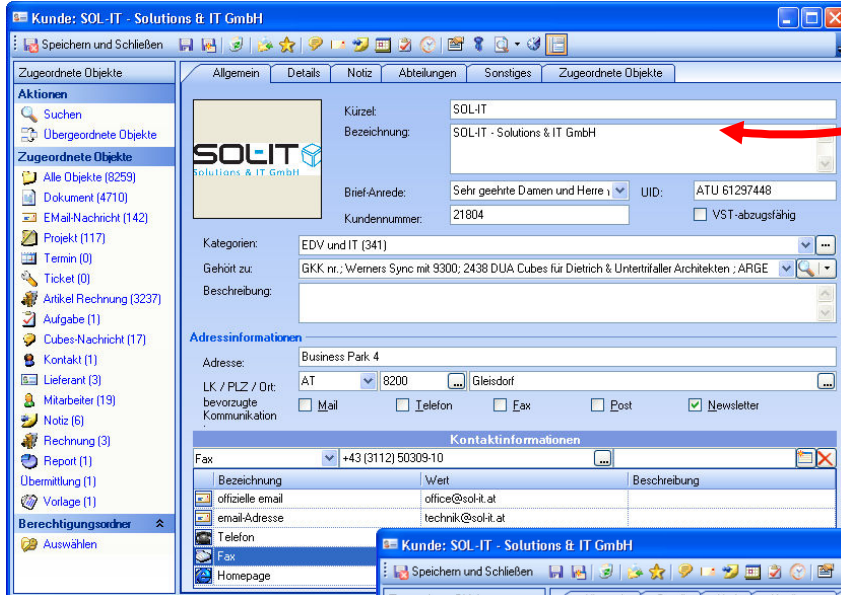 Kunde: SOL-IT - Solutions & IT GmbH
Speichern und Schließen
Zugeordnete Objekte
Aktionen
Suchen
Übergeordnete Objekte
Zugeordnete Objekte
Alle Objekte (8259)
Dokument (4710)
EMail-Nachricht (142)
Projekt (117)
Termin (0)
Ticket (0)
Artikel Rechnung (3237)
Aufgabe (1)
Cubes-Nachricht (17)
Kontakt (1)
Lieferant (3)
Mitarbeiter (19)
Notiz (6)
Rechnung (3)
Report (1)
Übermittlung (1)
Vorlage (1)
Berechtigungsordner
Auswählen
Allgemein Details Notiz Abteilungen Sonstiges Zugeordnete Objekte
SOL-IT
Solutions & IT GmbH
Kürzel: SOL-IT
Bezeichnung: SOL-IT - Solutions & IT GmbH
Brief-Anrede: Sehr geehrte Damen und Herre UID: ATU 61297448
Kundennummer: 21804 VST-abzugsfähig
Kategorien: EDV und IT (341)
Gehört zu: GKK nr.; Werners Sync mit 9300; 2438 DUA Cubes für Dietrich & Untertrifaller Architekten ; ARGE
Beschreibung:
Adressinformationen
Adresse: Business Park 4
LK / PLZ / Ort: AT 8200 ... Gleisdorf ...
bevorzugte
Kommunikation
Mail Telefon Fax Post Newsletter
Kontaktinformationen
Fax +43 (3112) 50309-10 ...
Bezeichnung Wert Beschreibung
offizielle email office@sol-it.at
email-Adresse technik@sol-it.at
Telefon
Fax
Homepage
Kunde: SOL-IT - Solutions & IT GmbH
Speichern und Schließen